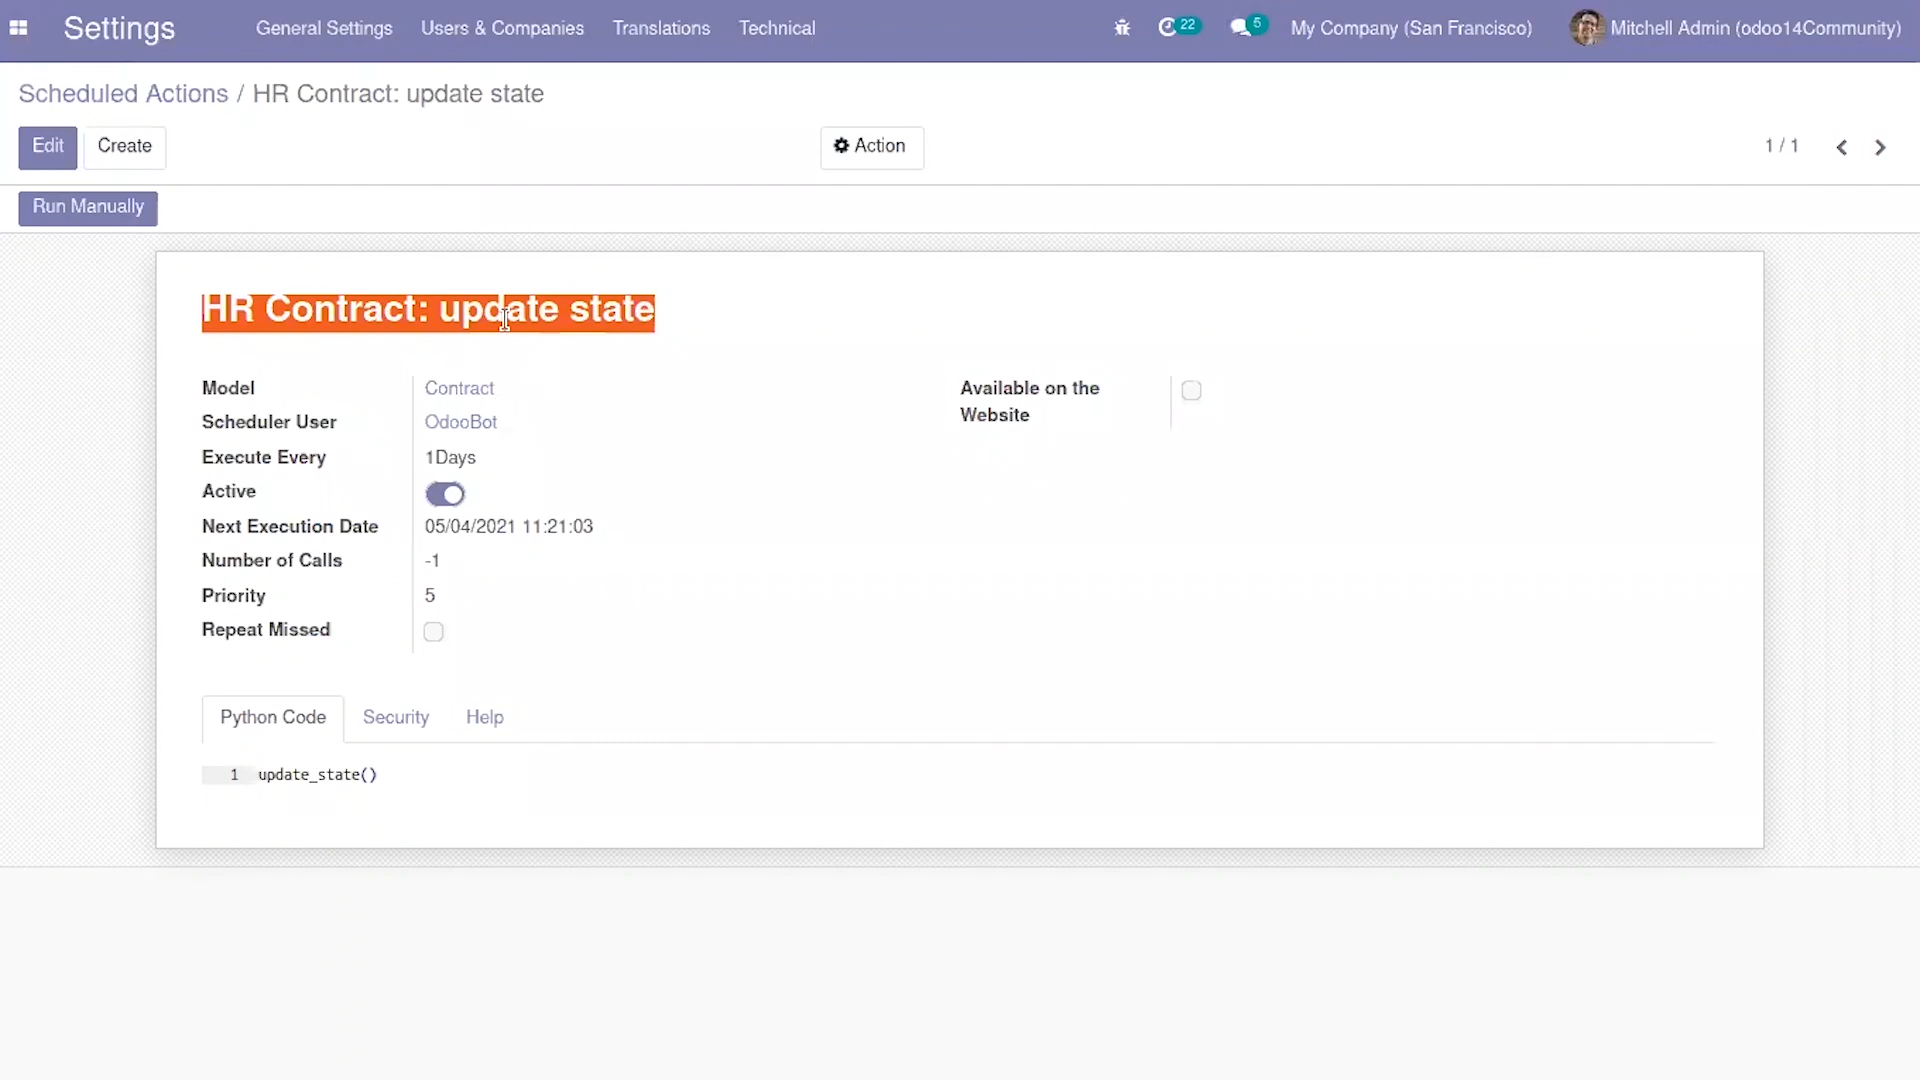 Settings General Settings Users & Companies Translations Technical 22 5 My Company (San Francisco) Mitchell Admin (odoo14Community)
Scheduled Actions / HR Contract: update state
Edit Create Action 1 / 1
Run Manually
HR Contract: update state
Model Contract Available on the
Website
Scheduler User OdooBot
Execute Every 1Days
Active
Next Execution Date 05/04/2021 11:21:03
Number of Calls -1
Priority 5
Repeat Missed
Python Code Security Help
1 update_state()